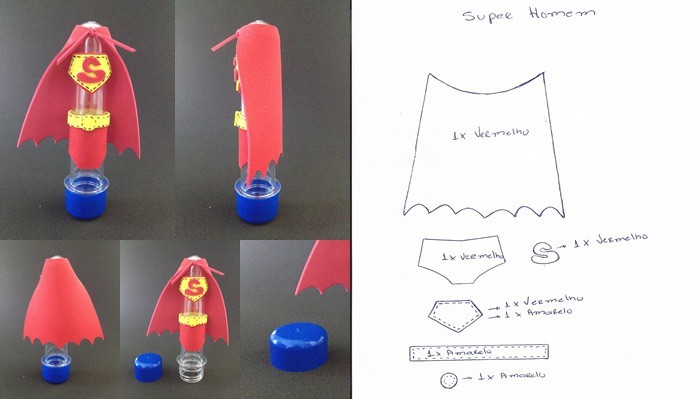 Super Homem
1x Vermelho
1x Vermelho
S → 1x Vermelho
→ 1x Vermelho
→ 1x Amarelo
1x Amarelo
→ 1x Amarelo
S
S